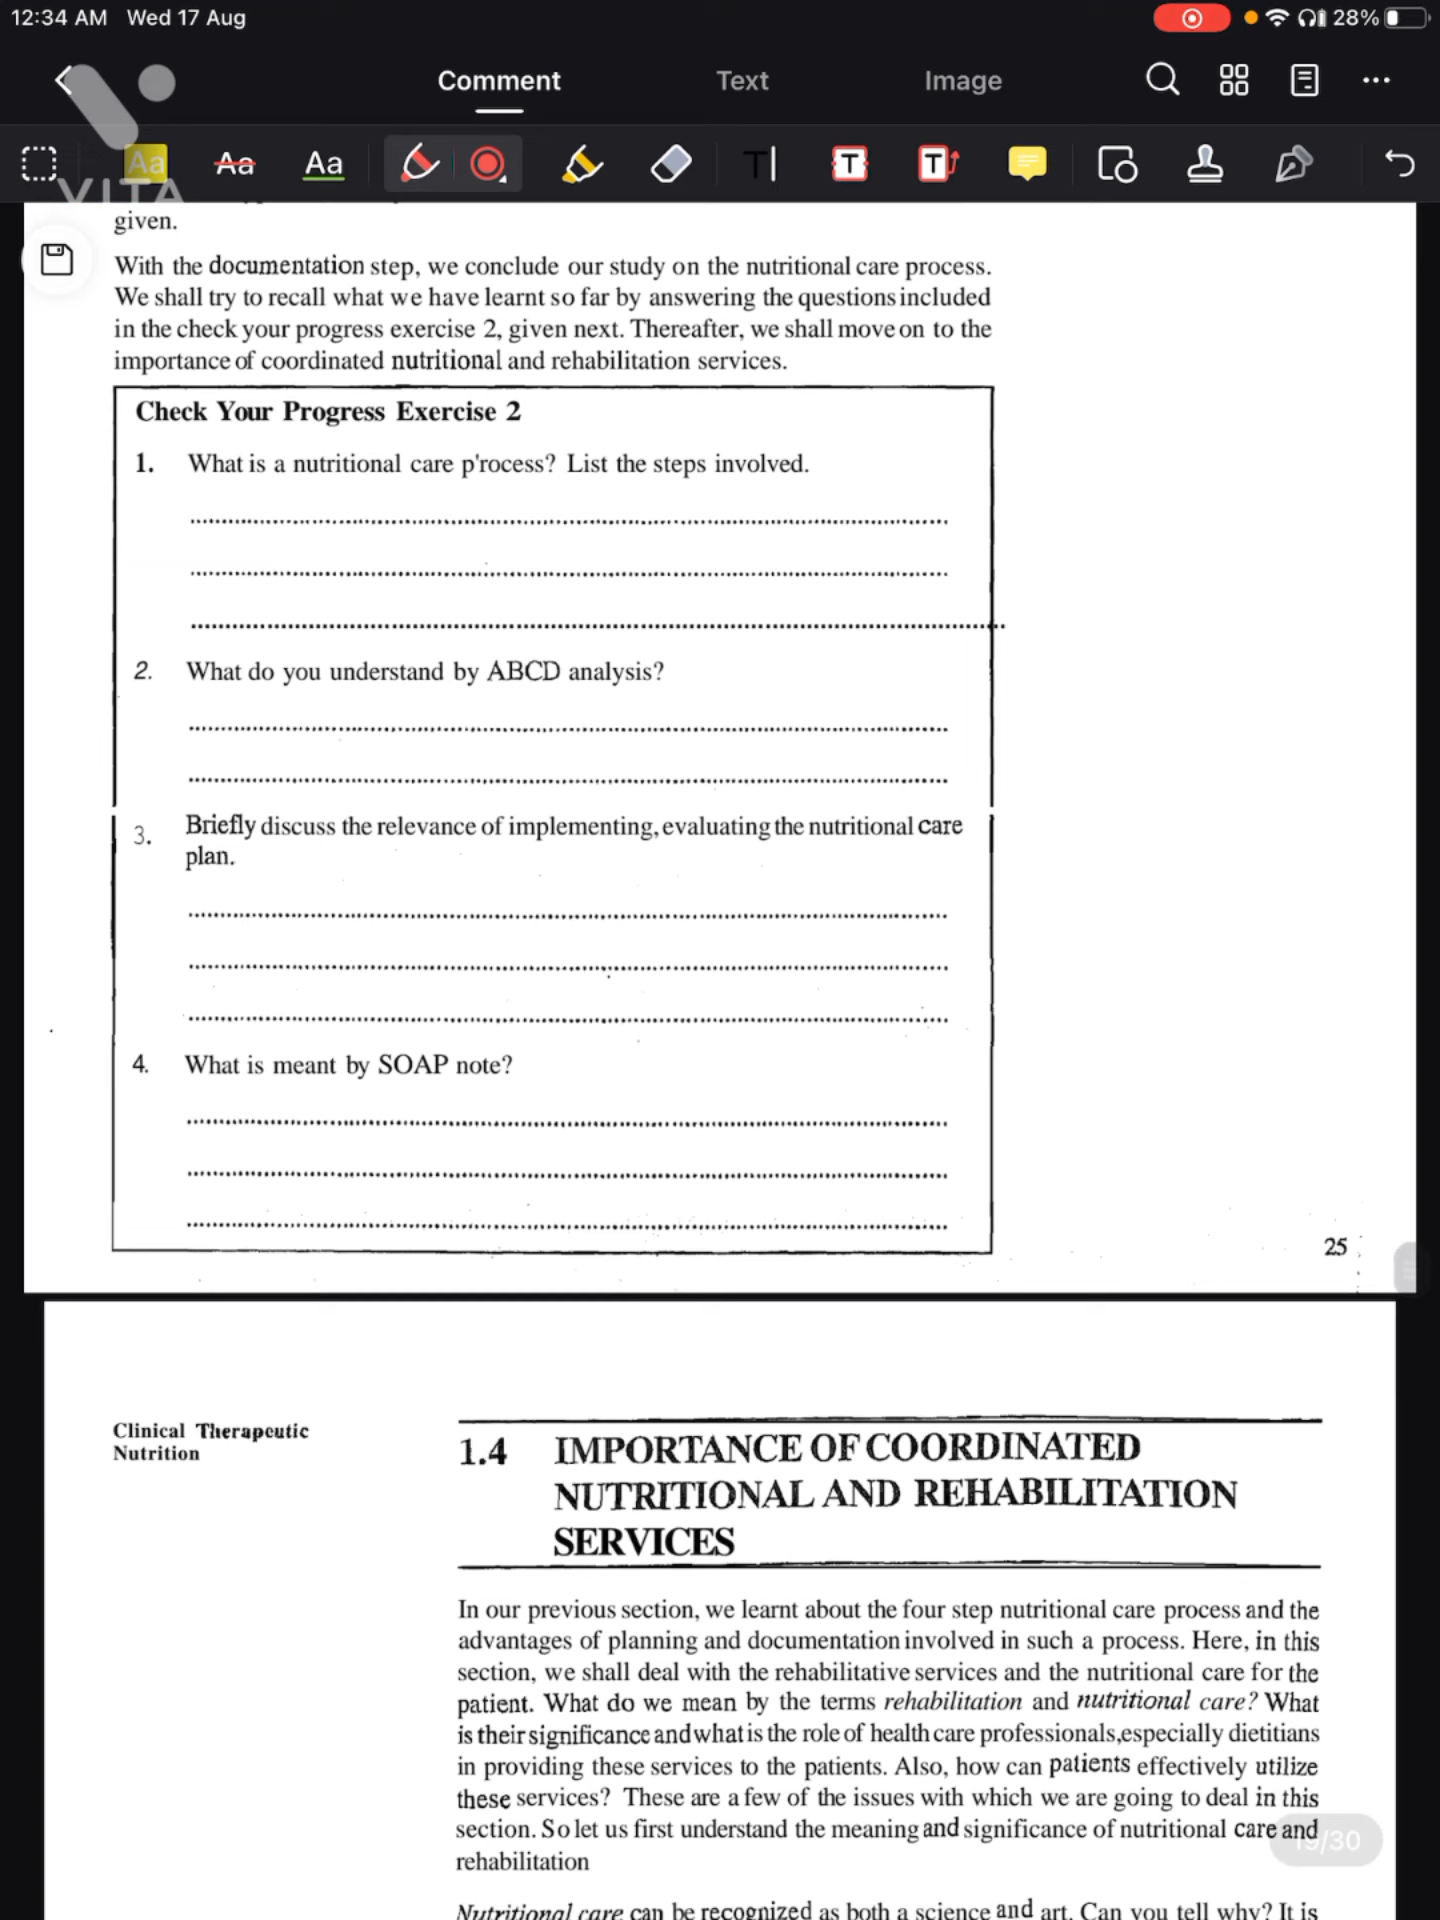 12:34 AM Wed 17 Aug
28%
Comment
Text
Image
Aa
Aa
Aa
T
T
T
VITA
given.
With the documentation step, we conclude our study on the nutritional care process.
We shall try to recall what we have learnt so far by answering the questions included
in the check your progress exercise 2, given next. Thereafter, we shall move on to the
importance of coordinated nutritional and rehabilitation services.
Check Your Progress Exercise 2
1. What is a nutritional care p'rocess? List the steps involved.
2. What do you understand by ABCD analysis?
3. Briefly discuss the relevance of implementing, evaluating the nutritional care
plan.
4. What is meant by SOAP note?
25
Clinical Therapeutic
Nutrition
1.4 IMPORTANCE OF COORDINATED
NUTRITIONAL AND REHABILITATION
SERVICES
In our previous section, we learnt about the four step nutritional care process and the
advantages of planning and documentation involved in such a process. Here, in this
section, we shall deal with the rehabilitative services and the nutritional care for the
patient. What do we mean by the terms rehabilitation and nutritional care? What
is their significance and what is the role of health care professionals, especially dietitians
in providing these services to the patients. Also, how can patients effectively utilize
these services? These are a few of the issues with which we are going to deal in this
section. So let us first understand the meaning and significance of nutritional care and
rehabilitation
19/30
Nutritional care can be recognized as both a science and art. Can you tell why? It is